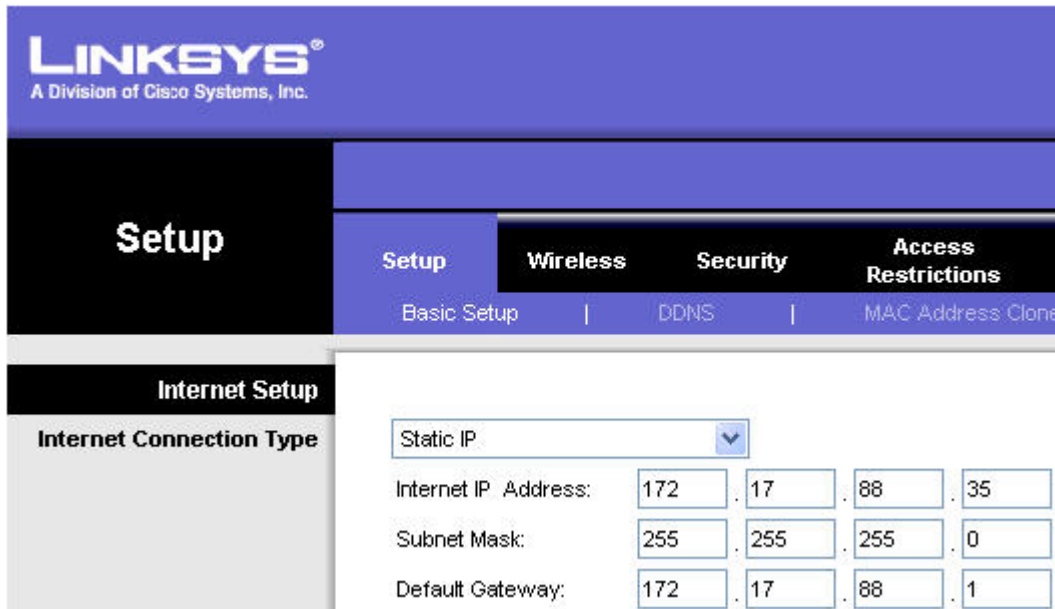 LINKSYS®
A Division of Cisco Systems, Inc.
Setup
Setup Wireless Security Access Restrictions
Basic Setup | DDNS | MAC Address Clone
Internet Setup
Internet Connection Type Static IP
Internet IP Address: 172 . 17 . 88 . 35
Subnet Mask: 255 . 255 . 255 . 0
Default Gateway: 172 . 17 . 88 . 1